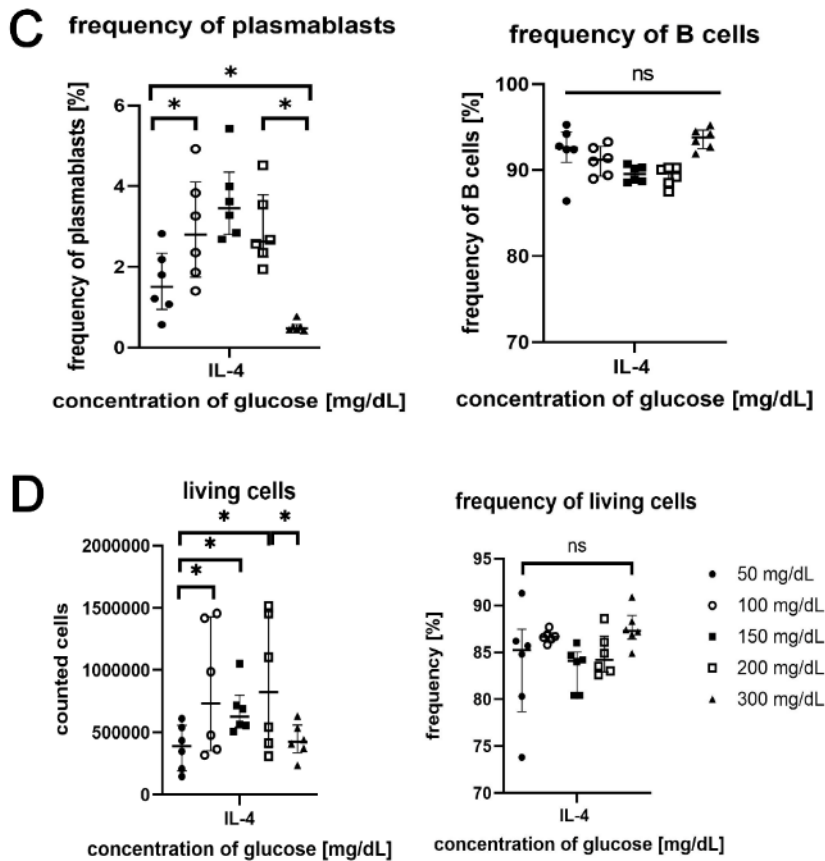 C
frequency of plasmablasts
frequency of plasmablasts [%]
6
4
2
0
*
*
*
IL-4
concentration of glucose [mg/dL]
frequency of B cells
frequency of B cells [%]
100
90
80
70
ns
IL-4
concentration of glucose [mg/dL]
D
living cells
counted cells
2000000
1500000
1000000
500000
0
*
*
*
*
IL-4
concentration of glucose [mg/dL]
frequency of living cells
frequency [%]
95
90
85
80
75
70
ns
IL-4
concentration of glucose [mg/dL]
50 mg/dL
100 mg/dL
150 mg/dL
200 mg/dL
300 mg/dL